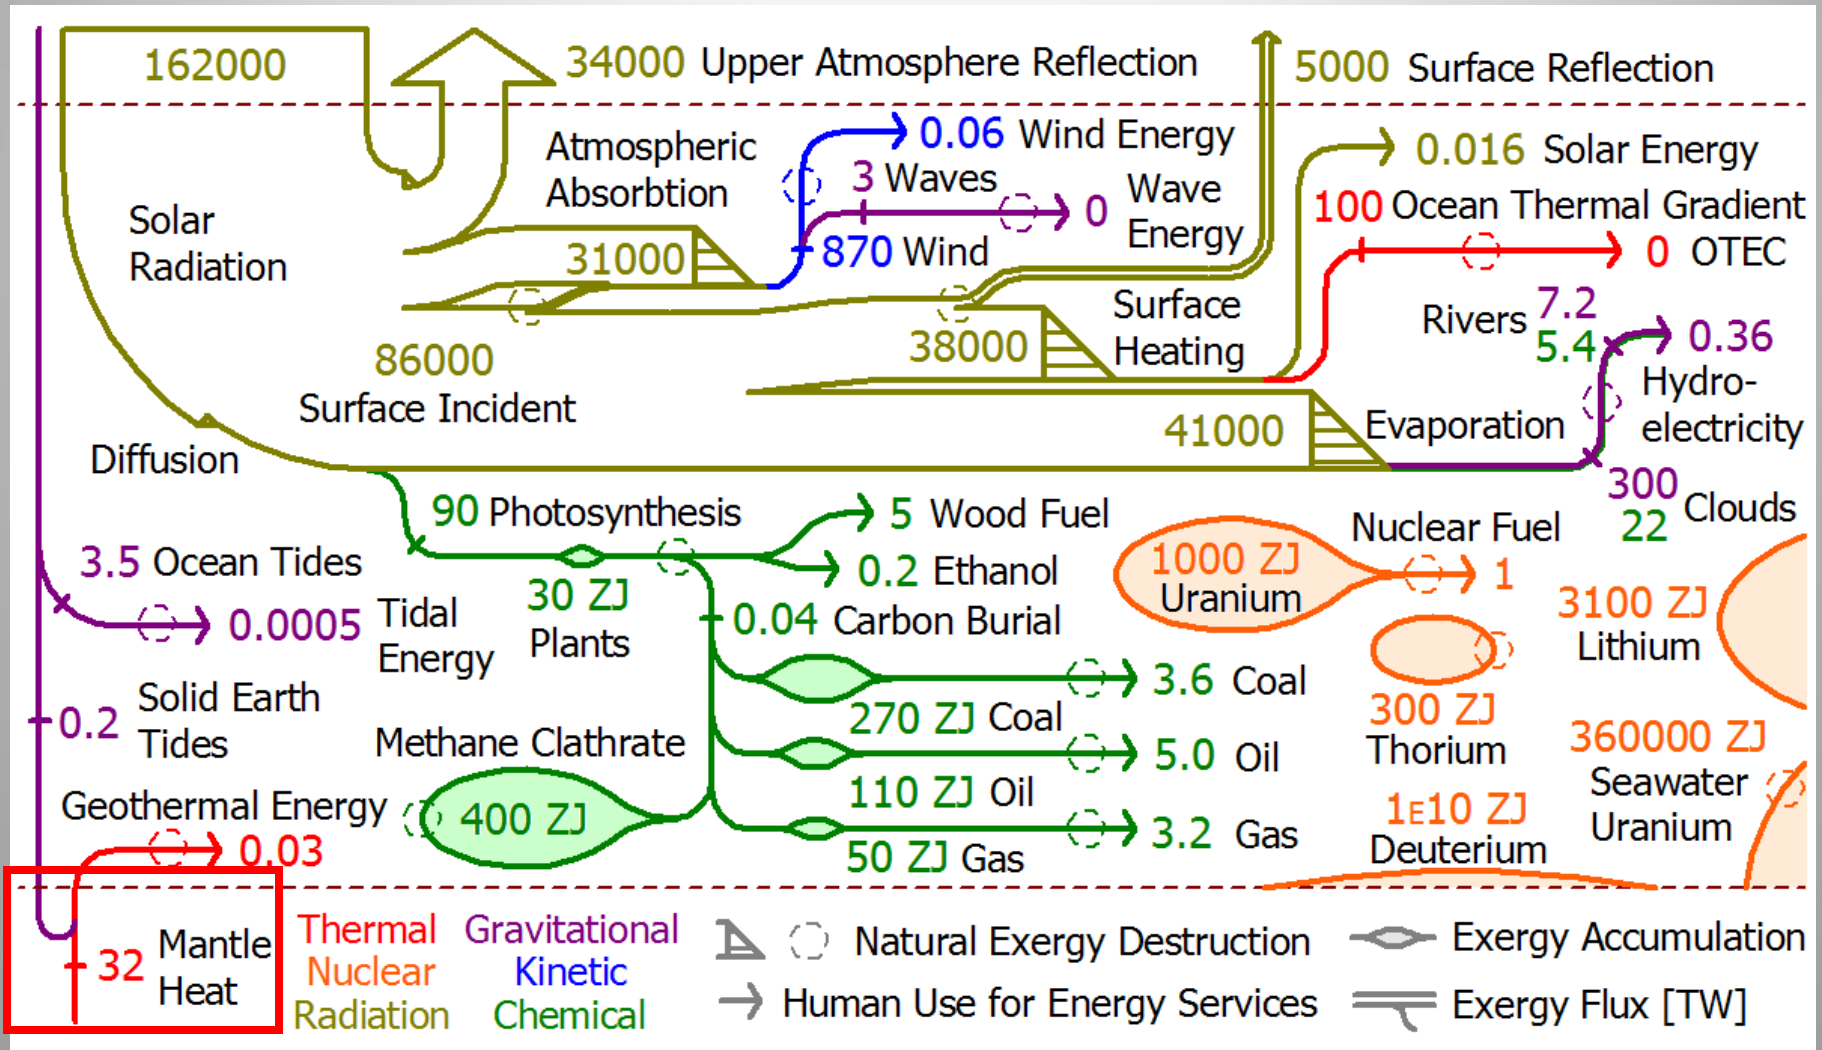 162000
34000 Upper Atmosphere Reflection
5000 Surface Reflection
Atmospheric
Absorbtion
0.06 Wind Energy
0.016 Solar Energy
3 Waves
0 Wave
Energy
100 Ocean Thermal Gradient
Solar
Radiation
31000
870 Wind
0 OTEC
Surface
Heating
Rivers 7.2
5.4
0.36
Hydro-
electricity
86000
Surface Incident
38000
41000
Evaporation
Diffusion
300
22
Clouds
90 Photosynthesis
5 Wood Fuel
0.2 Ethanol
30 ZJ
Plants
0.04 Carbon Burial
Nuclear Fuel
1000 ZJ
Uranium
1
3100 ZJ
Lithium
3.5 Ocean Tides
0.0005 Tidal
Energy
0.2 Solid Earth
Tides
3.6 Coal
270 ZJ Coal
300 ZJ
Thorium
Methane Clathrate
400 ZJ
5.0 Oil
110 ZJ Oil
360000 ZJ
Seawater
Uranium
Geothermal Energy
0.03
3.2 Gas
50 ZJ Gas
1E10 ZJ
Deuterium
32 Mantle
Heat
Thermal
Nuclear
Radiation
Gravitational
Kinetic
Chemical
Natural Exergy Destruction
Human Use for Energy Services
Exergy Accumulation
Exergy Flux [TW]